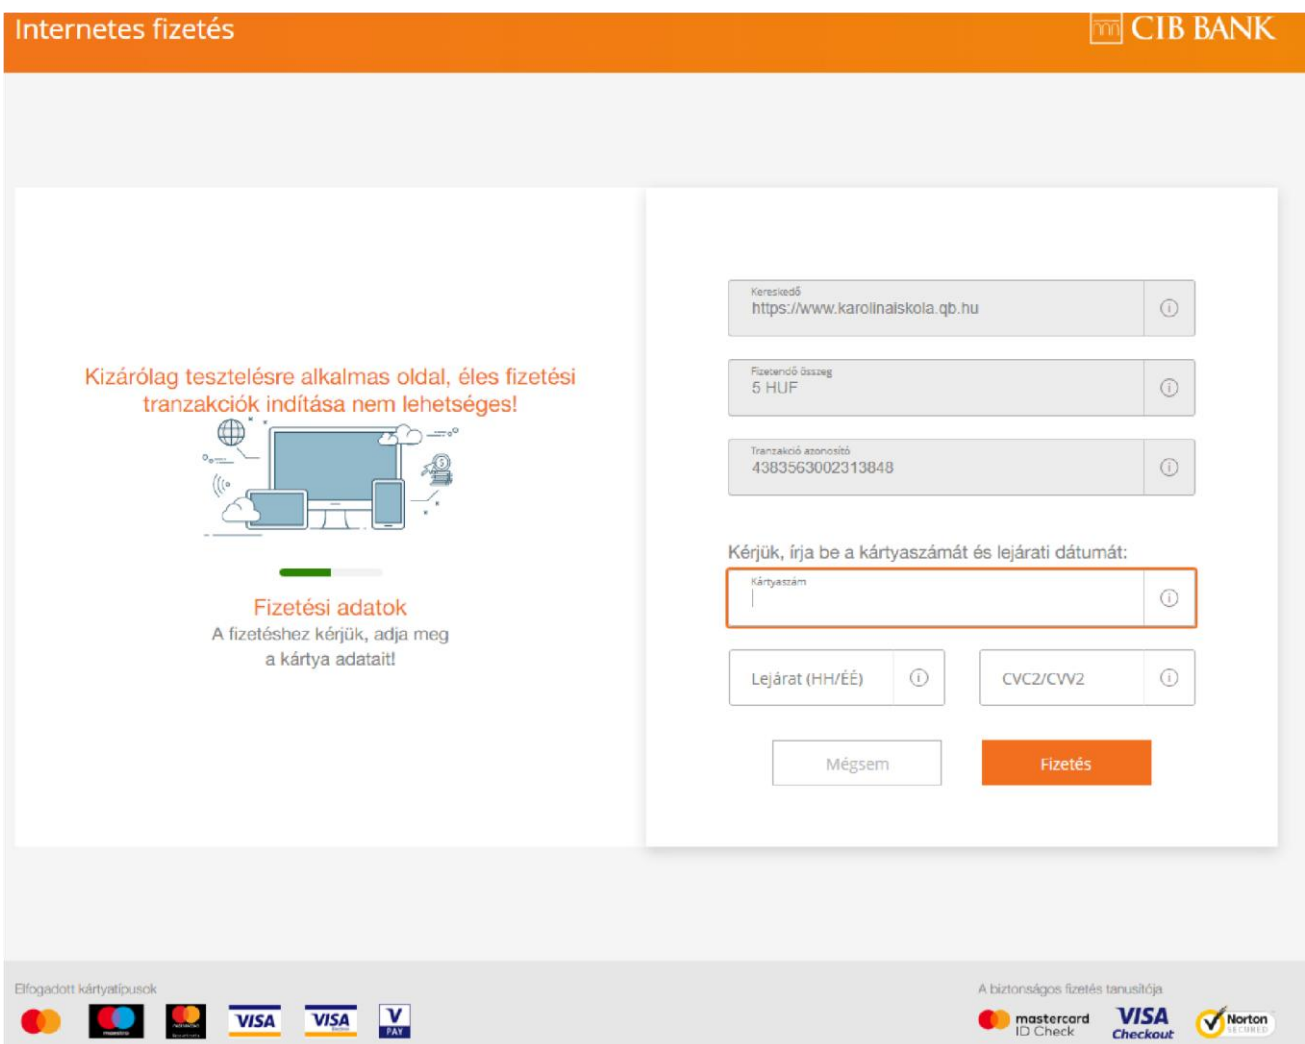 Internetes fizetés
CIB BANK
Kizárólag tesztelésre alkalmas oldal, éles fizetési
tranzakciók indítása nem lehetséges!
Fizetési adatok
A fizetéshez kérjük, adja meg
a kártya adatait!
Kereskedő
https://www.karolinaiskola.qb.hu
Fizetendő összeg
5 HUF
Tranzakció azonosító
4383563002313848
Kérjük, írja be a kártyaszámát és lejárati dátumát:
Kártyaszám
Lejárat (HH/ÉÉ)
CVC2/CVV2
Mégsem
Fizetés
Elfogadott kártyatípusok
maestro
VISA
VISA
V
PAY
A biztonságos fizetés tanusítója
mastercard
ID Check
VISA
Checkout
Norton
SECURED